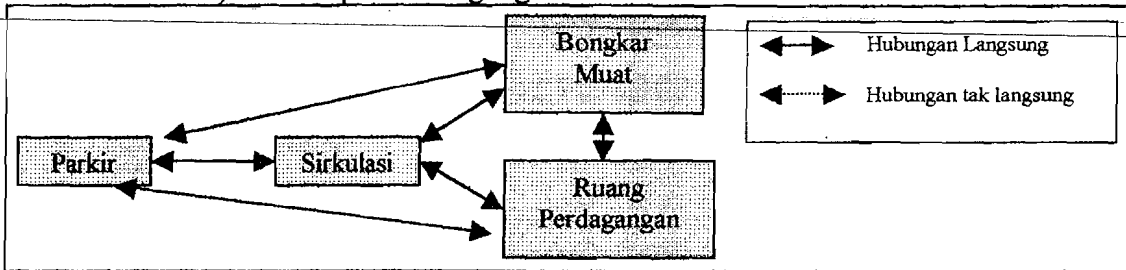 Bongkar
Muat
Hubungan Langsung
Hubungan tak langsung
Parkir
Sirkulasi
Ruang
Perdagangan